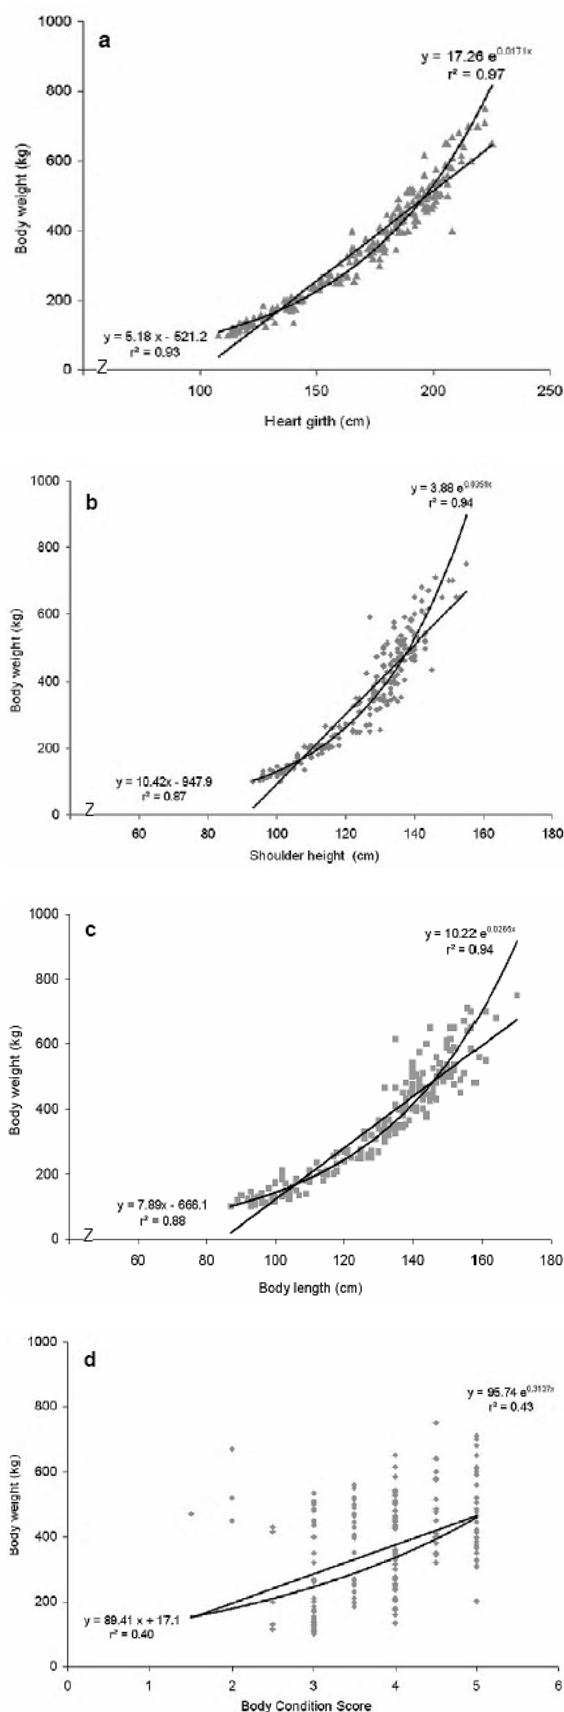 a
1000
800
600
400
200
0
Body weight (kg)
y = 17.26 e^0.0171x
r² = 0.97
y = 5.18 x - 521.2
r² = 0.93
Z
100 150 200 250
Heart girth (cm)
b
1000
800
600
400
200
0
Body weight (kg)
y = 3.88 e^0.0351x
r² = 0.94
y = 10.42x - 947.9
r² = 0.87
Z
60 80 100 120 140 160 180
Shoulder height (cm)
c
1000
800
600
400
200
0
Body weight (kg)
y = 10.22 e^0.0265x
r² = 0.94
y = 7.89x - 666.1
r² = 0.88
Z
60 80 100 120 140 160 180
Body length (cm)
d
1000
800
600
400
200
0
Body weight (kg)
y = 95.74 e^0.3137x
r² = 0.43
y = 89.41 x + 17.1
r² = 0.40
0 1 2 3 4 5 6
Body Condition Score